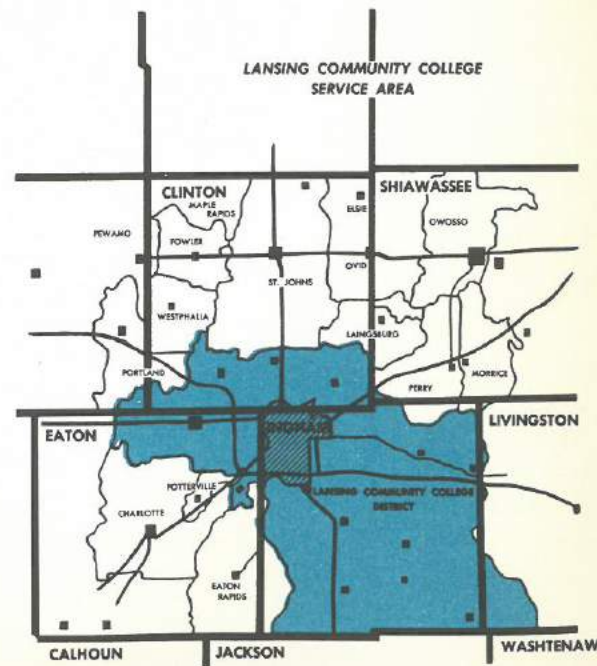 LANSING COMMUNITY COLLEGE
SERVICE AREA
CLINTON
SHIAWASSEE
MAPLE
RAPIDS
ELSIE
OWOSSO
PEWAMO
FOWLER
OVID
ST. JOHNS
WESTPHALIA
LAINGSBURG
PORTLAND
PERRY
MORRICE
EATON
INGHAM
LIVINGSTON
POTTERVILLE
LANSING COMMUNITY COLLEGE
DISTRICT
CHARLOTTE
EATON
RAPIDS
CALHOUN
JACKSON
WASHTENAW